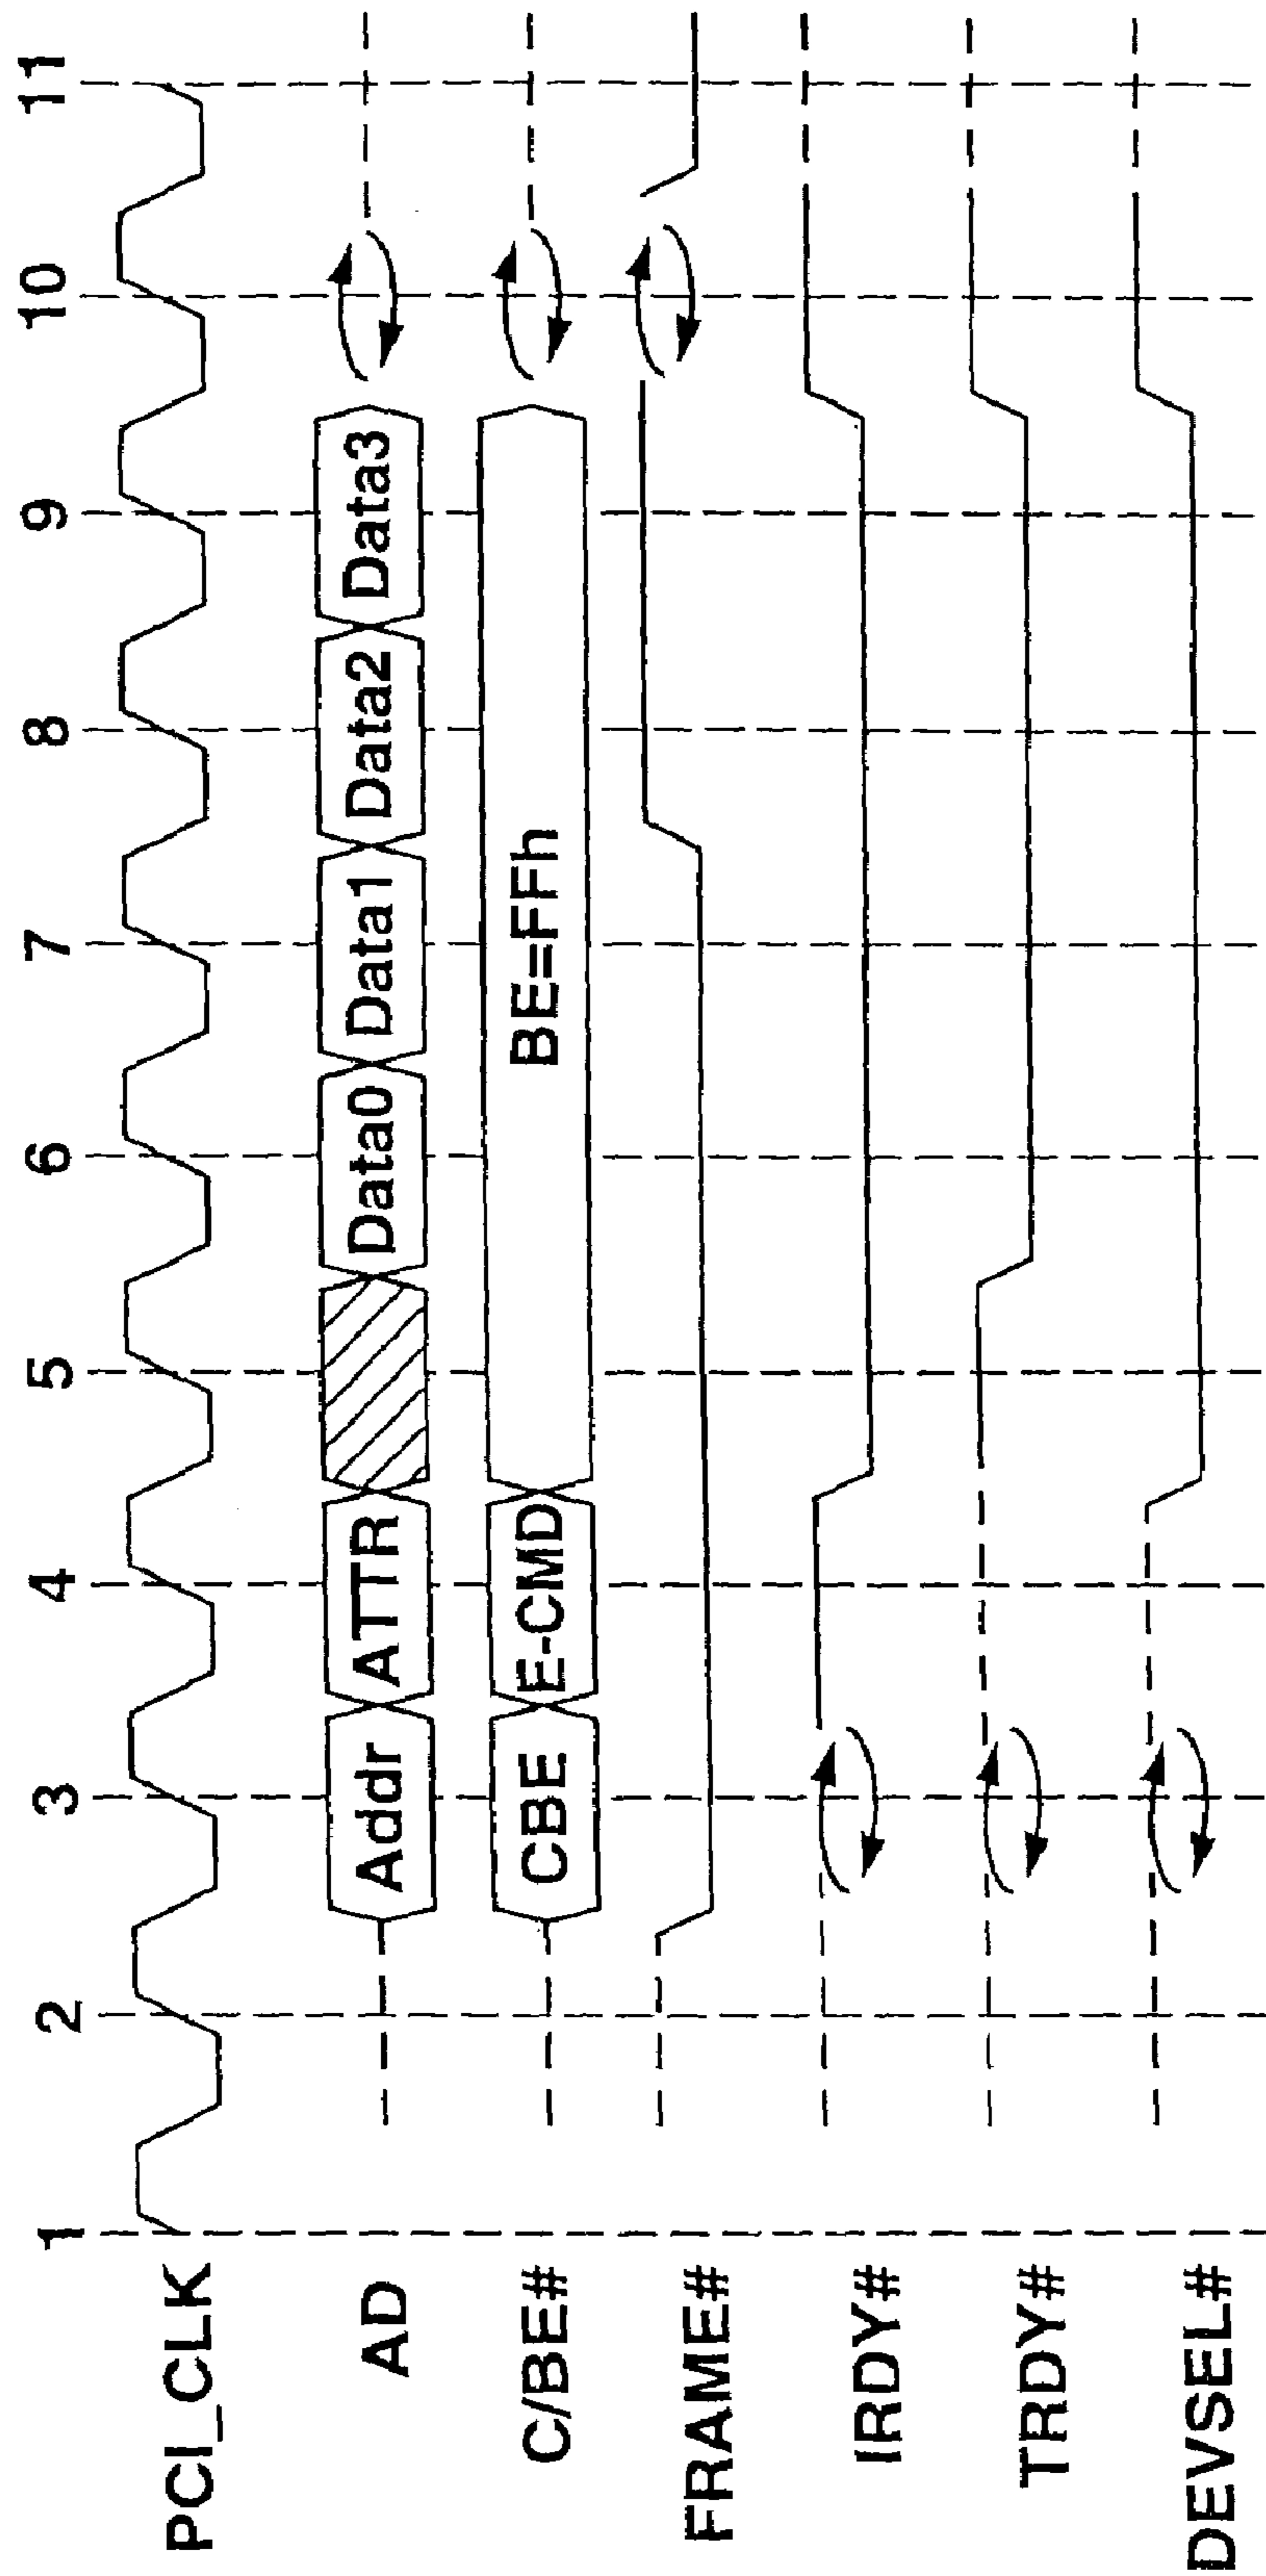 1 2 3 4 5 6 7 8 9 10 11
PCI_CLK
AD Addr ATTR Data0 Data1 Data2 Data3
C/BE# CBE E-CMD BE=FFh
FRAME#
IRDY#
TRDY#
DEVSEL#